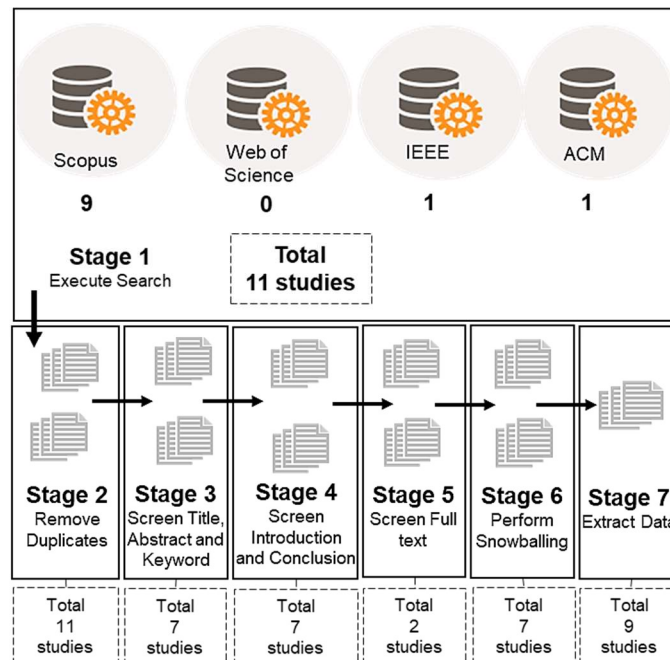 Scopus
Web of
Science
IEEE
ACM
9
0
1
1
Stage 1
Execute Search
Total
11 studies
Stage 2
Remove
Duplicates
Stage 3
Screen Title,
Abstract and
Keyword
Stage 4
Screen
Introduction
and Conclusion
Stage 5
Screen Full
text
Stage 6
Perform
Snowballing
Stage 7
Extract Data
Total
11
studies
Total
7
studies
Total
7
studies
Total
2
studies
Total
7
studies
Total
9
studies